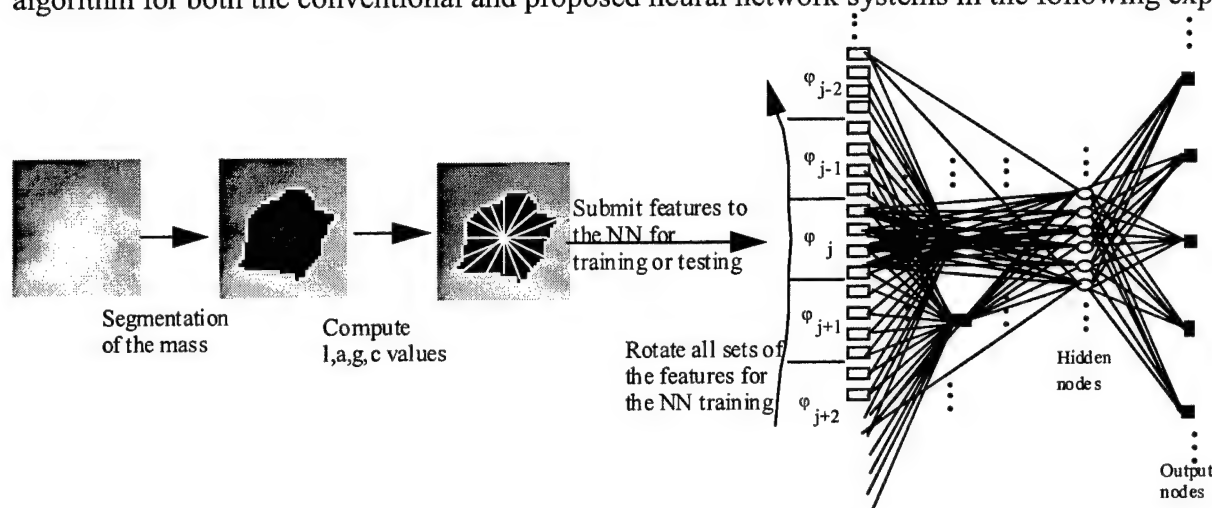 algorithm for both the conventional and proposed neural network systems in the following exp
φ j-2
φ j-1
φ j
φ j+1
φ j+2
Submit features to
the NN for
training or testing
Segmentation
of the mass
Compute
l,a,g,c values
Rotate all sets of
the features for
the NN training
Hidden
nodes
Output
nodes